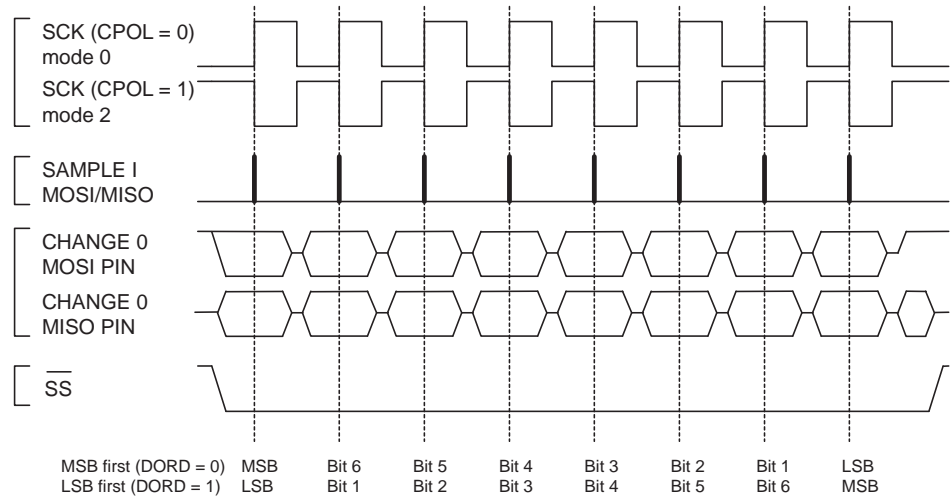 SCK (CPOL = 0)
mode 0
SCK (CPOL = 1)
mode 2
SAMPLE I
MOSI/MISO
CHANGE 0
MOSI PIN
CHANGE 0
MISO PIN
SS
MSB first (DORD = 0) MSB Bit 6 Bit 5 Bit 4 Bit 3 Bit 2 Bit 1 LSB
LSB first (DORD = 1) LSB Bit 1 Bit 2 Bit 3 Bit 4 Bit 5 Bit 6 MSB